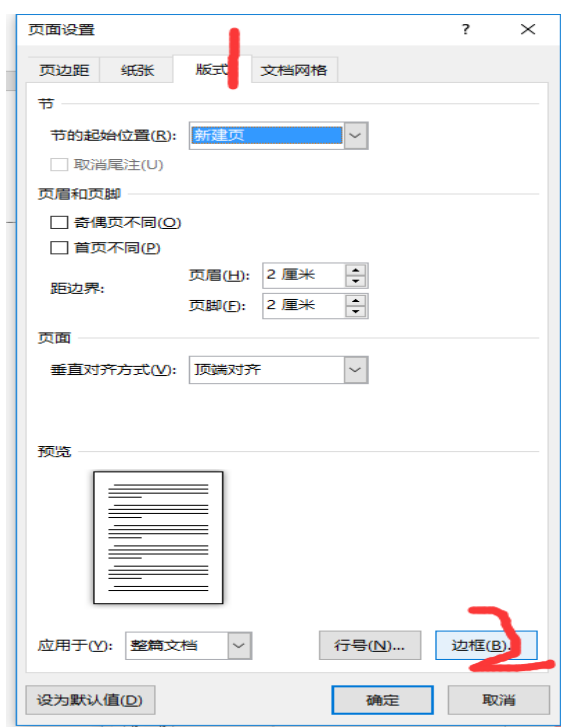 页面设置 ? ×
页边距 纸张 版式 文档网格
节
节的起始位置(R): 新建页
取消尾注(U)
页眉和页脚
奇偶页不同(O)
首页不同(P)
距边界:
页眉(H): 2 厘米
页脚(F): 2 厘米
页面
垂直对齐方式(V): 顶端对齐
预览
应用于(Y): 整篇文档 行号(N)... 边框(B)...
设为默认值(D) 确定 取消
1
2